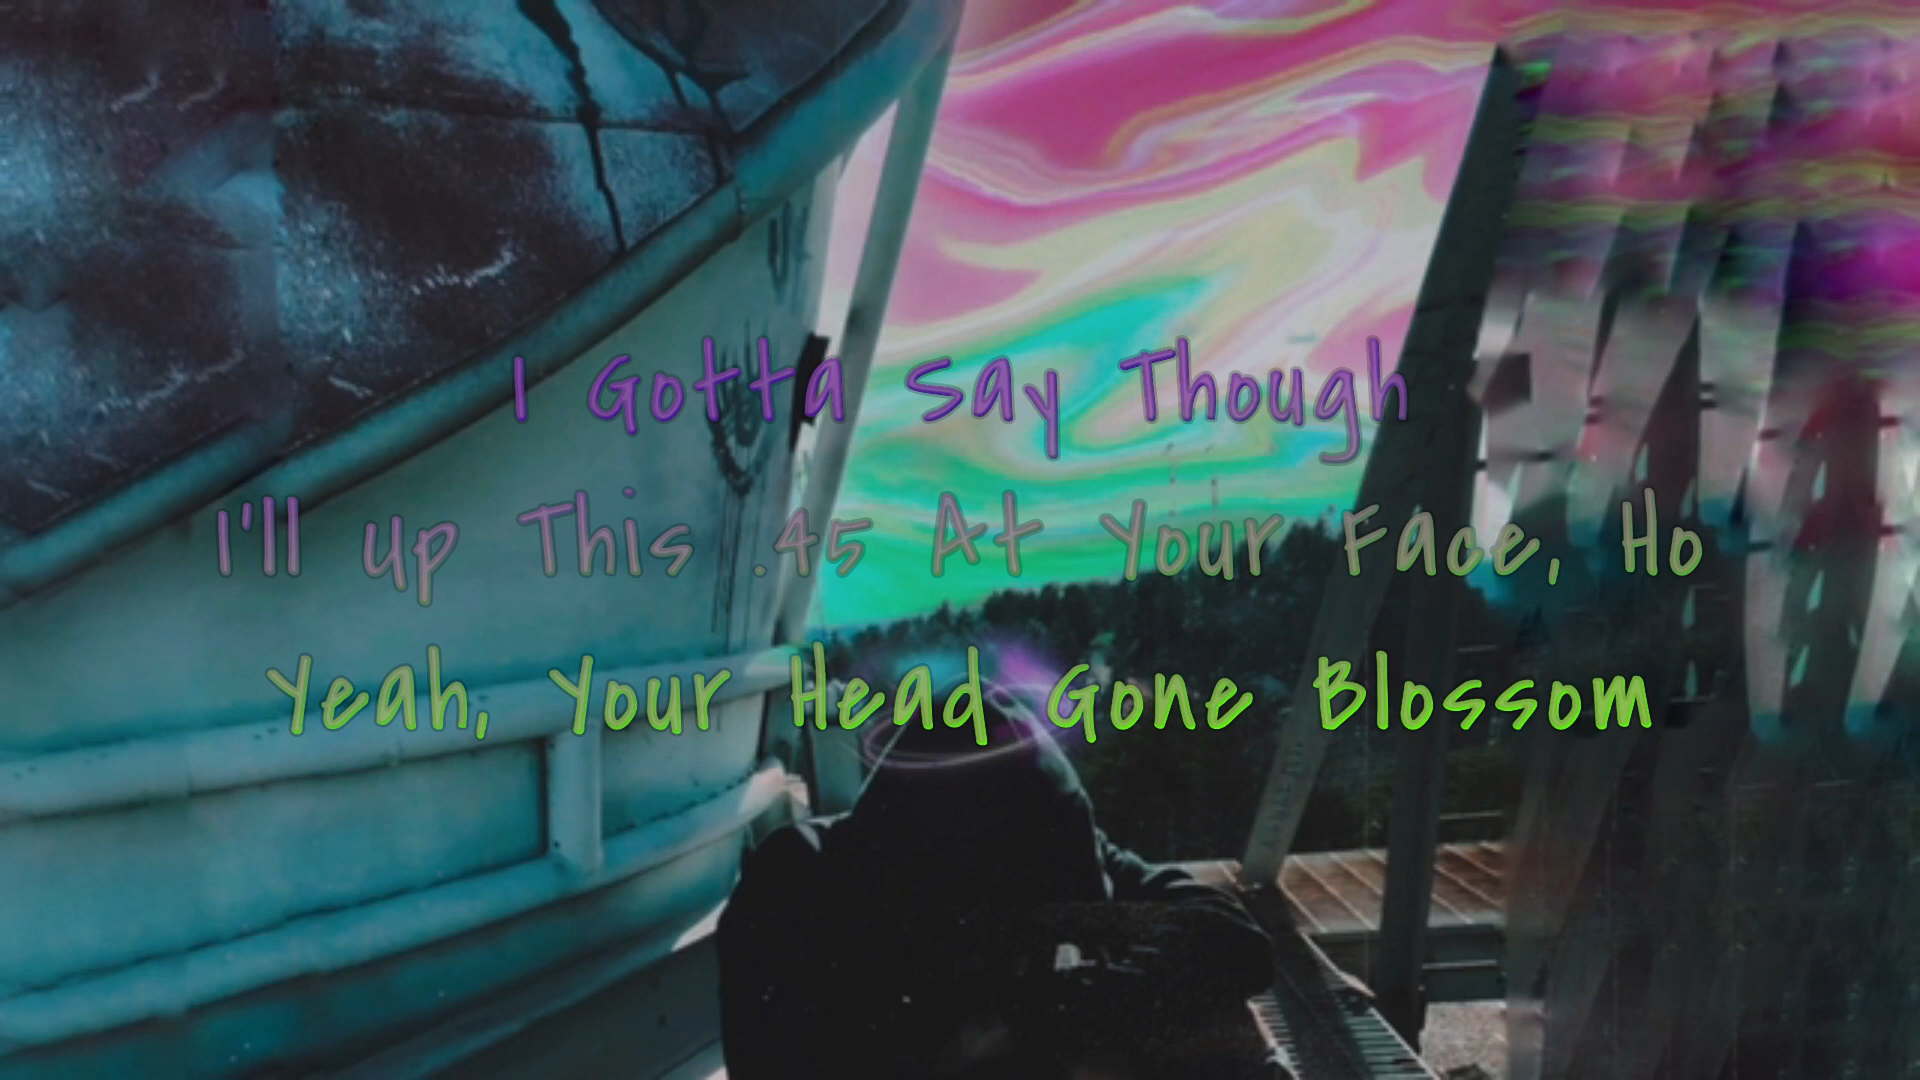 I Gotta Say Though
I'll Up This .45 At Your Face, Ho
Yeah, Your Head Gone Blossom